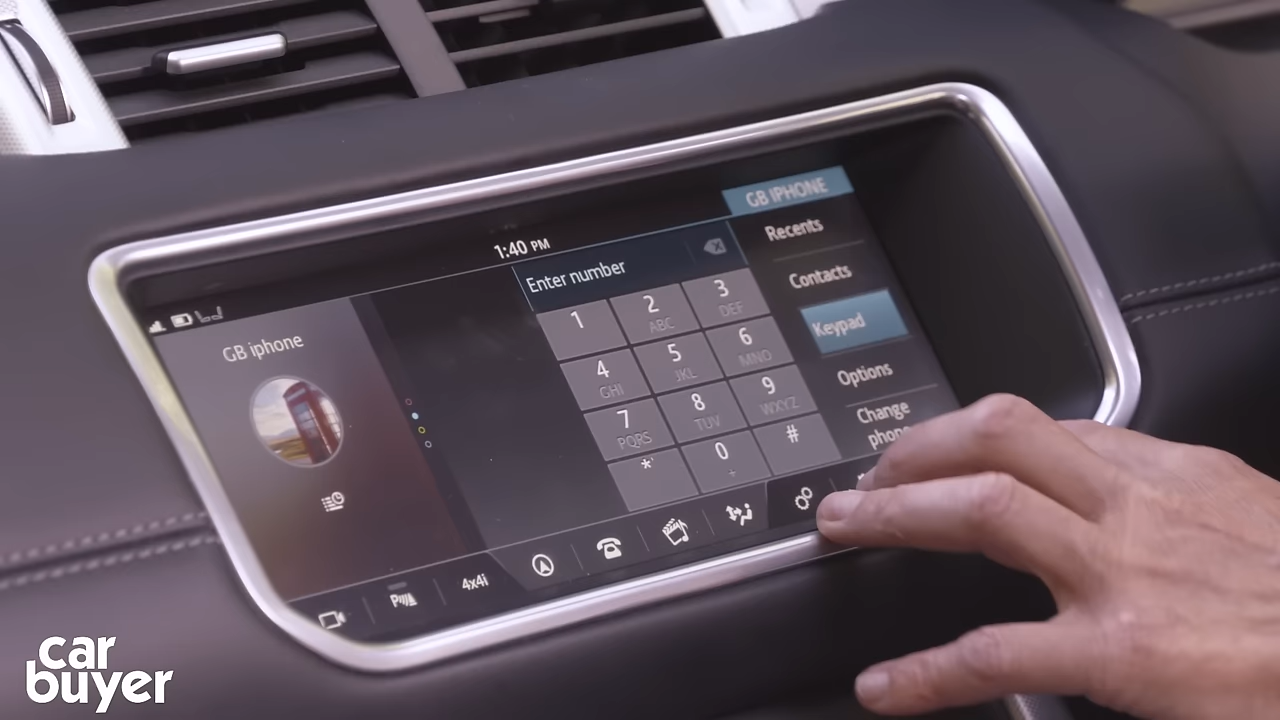 GB IPHONE
1:40 PM
Enter number
Recents
Contacts
Keypad
Options
Change
phone
GB iphone
1
2 ABC
3 DEF
4 GHI
5 JKL
6 MNO
7 PQRS
8 TUV
9 WXYZ
*
0 +
#
4x4i
car
buyer